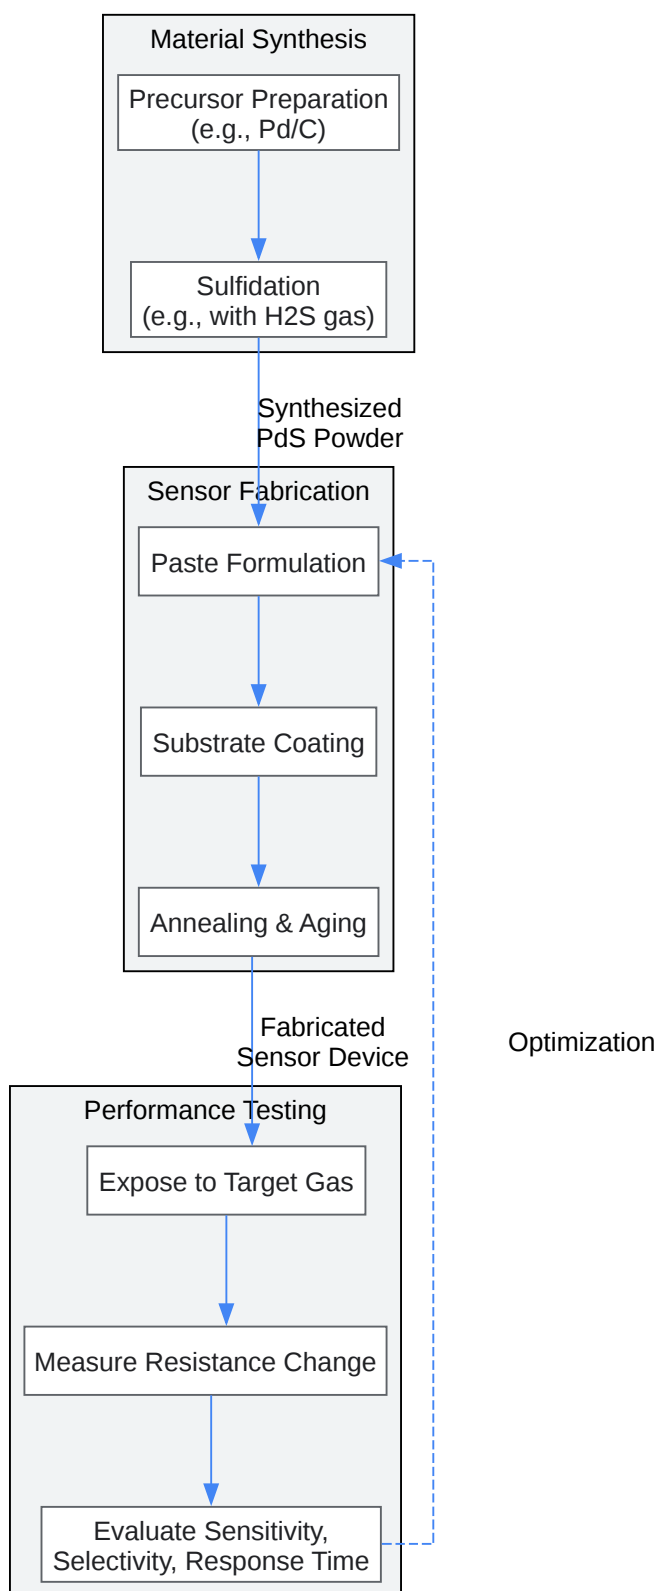 Material Synthesis
Precursor Preparation
(e.g., Pd/C)
Sulfidation
(e.g., with H2S gas)
Synthesized
PdS Powder
Sensor Fabrication
Paste Formulation
Substrate Coating
Annealing & Aging
Fabricated
Sensor Device
Optimization
Performance Testing
Expose to Target Gas
Measure Resistance Change
Evaluate Sensitivity,
Selectivity, Response Time